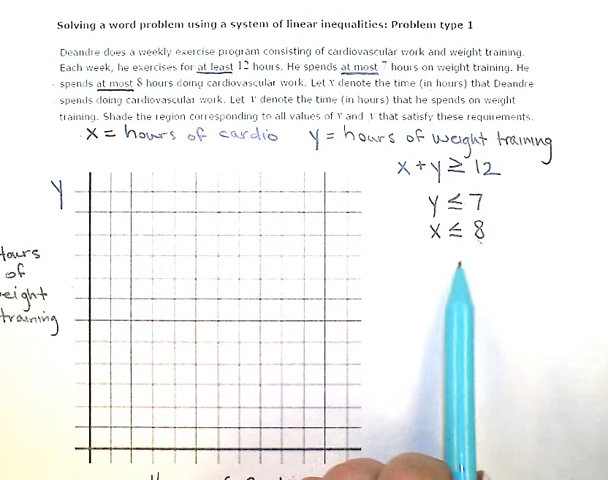 Solving a word problem using a system of linear inequalities: Problem type 1
Deandre does a weekly exercise program consisting of cardiovascular work and weight training.
Each week, he exercises for at least 12 hours. He spends at most 7 hours on weight training. He
spends at most 8 hours doing cardiovascular work. Let x denote the time (in hours) that Deandre
spends doing cardiovascular work. Let y denote the time (in hours) that he spends on weight
training. Shade the region corresponding to all values of x and y that satisfy these requirements.
x = hours of cardio y = hours of weight training
x + y ≥ 12
y ≤ 7
x ≤ 8
y
Hours
of
weight
training